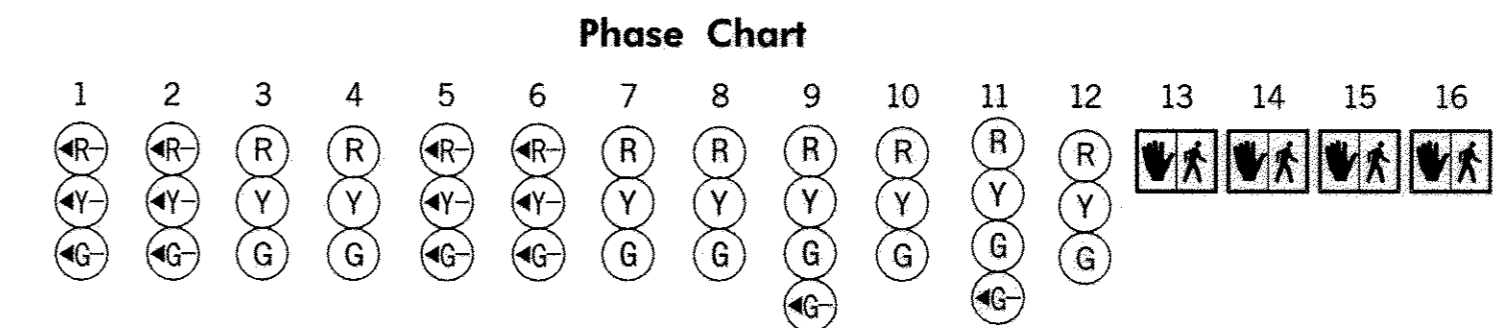 Phase Chart
1 2 3 4 5 6 7 8 9 10 11 12 13 14 15 16
R R R R R R R R R R R R
Y Y Y Y Y Y Y Y Y Y Y Y
G G G G G G G G G G G G
G G